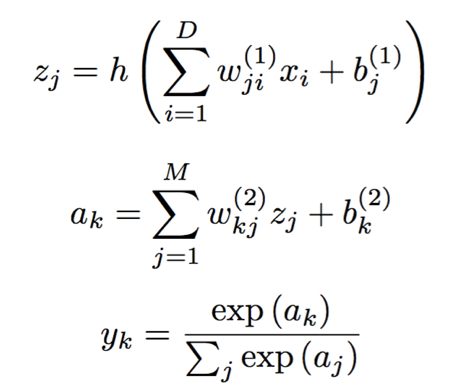 z_j = h \left( \sum_{i=1}^{D} w_{ji}^{(1)} x_i + b_j^{(1)} \right)
a_k = \sum_{j=1}^{M} w_{kj}^{(2)} z_j + b_k^{(2)}
y_k = \frac{\exp(a_k)}{\sum_j \exp(a_j)}